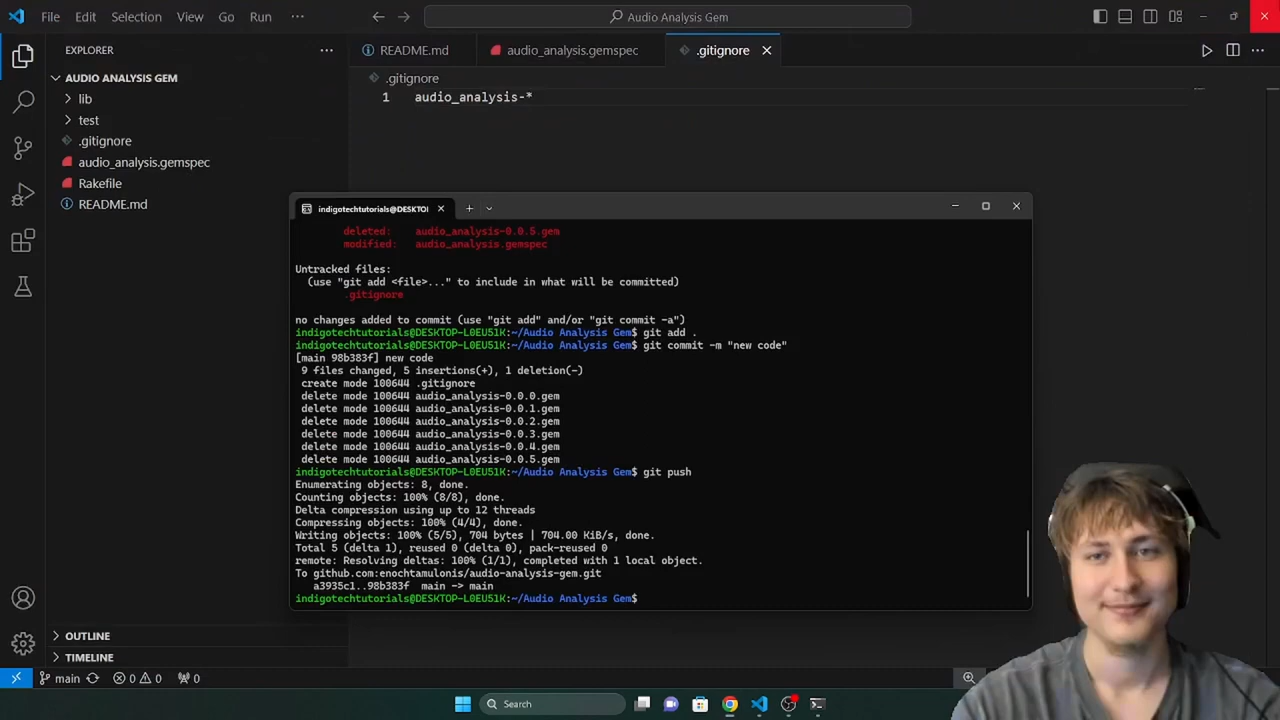 File Edit Selection View Go Run ··· Audio Analysis Gem
EXPLORER ···
README.md audio_analysis.gemspec .gitignore
AUDIO ANALYSIS GEM
.gitignore
lib
1 audio_analysis-*
test
.gitignore
audio_analysis.gemspec
Rakefile
README.md
indigotechtutorials@DESKTOI
deleted: audio_analysis-0.0.5.gem
modified: audio_analysis.gemspec
Untracked files:
(use "git add <file>..." to include in what will be committed)
.gitignore
no changes added to commit (use "git add" and/or "git commit -a")
indigotechtutorials@DESKTOP-L0EU51K:~/Audio Analysis Gem$ git add .
indigotechtutorials@DESKTOP-L0EU51K:~/Audio Analysis Gem$ git commit -m "new code"
[main 98b383f] new code
9 files changed, 5 insertions(+), 1 deletion(-)
create mode 100644 .gitignore
delete mode 100644 audio_analysis-0.0.0.gem
delete mode 100644 audio_analysis-0.0.1.gem
delete mode 100644 audio_analysis-0.0.2.gem
delete mode 100644 audio_analysis-0.0.3.gem
delete mode 100644 audio_analysis-0.0.4.gem
delete mode 100644 audio_analysis-0.0.5.gem
indigotechtutorials@DESKTOP-L0EU51K:~/Audio Analysis Gem$ git push
Enumerating objects: 8, done.
Counting objects: 100% (8/8), done.
Delta compression using up to 12 threads
Compressing objects: 100% (4/4), done.
Writing objects: 100% (5/5), 704 bytes | 704.00 KiB/s, done.
Total 5 (delta 1), reused 0 (delta 0), pack-reused 0
remote: Resolving deltas: 100% (1/1), completed with 1 local object.
To github.com:enochtamulonis/audio-analysis-gem.git
a3935c1..98b383f main -> main
indigotechtutorials@DESKTOP-L0EU51K:~/Audio Analysis Gem$
OUTLINE
TIMELINE
main 0 0 0
Search